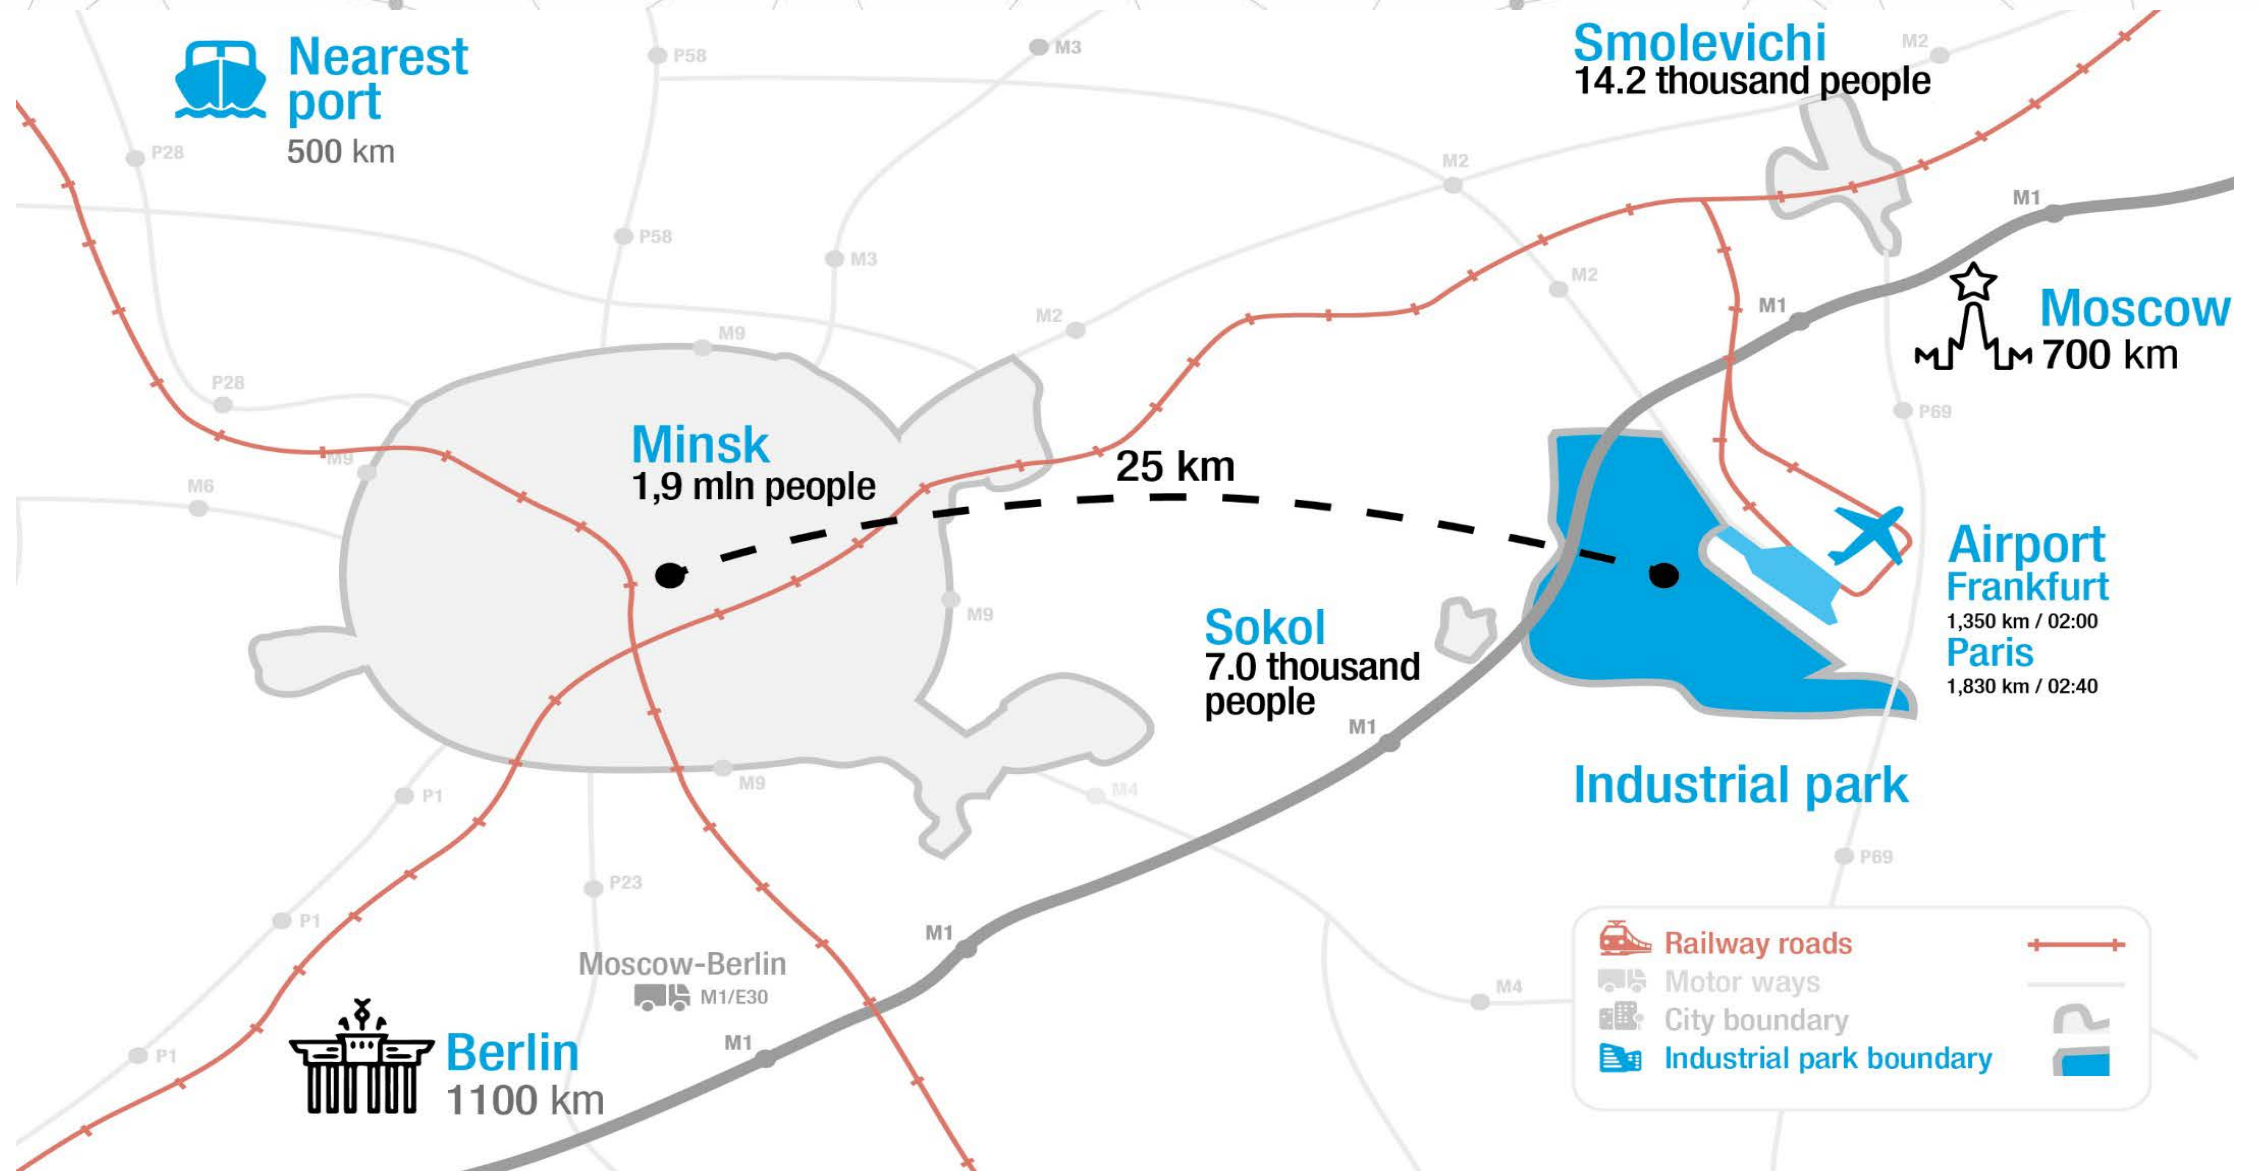 Nearest
port
500 km
P58
M3
Smolevichi
14.2 thousand people
M2
P28
M2
P58
M3
M2
M1
M2
M1
Moscow
700 km
M9
P28
P69
Minsk
1,9 mln people
25 km
M9
M6
Airport
Frankfurt
1,350 km / 02:00
Paris
1,830 km / 02:40
M9
Sokol
7.0 thousand
people
M1
Industrial park
M9
P1
M4
P69
P23
P1
M1
Moscow-Berlin
M1/E30
M4
M1
P1
Berlin
1100 km
Railway roads
Motor ways
City boundary
Industrial park boundary